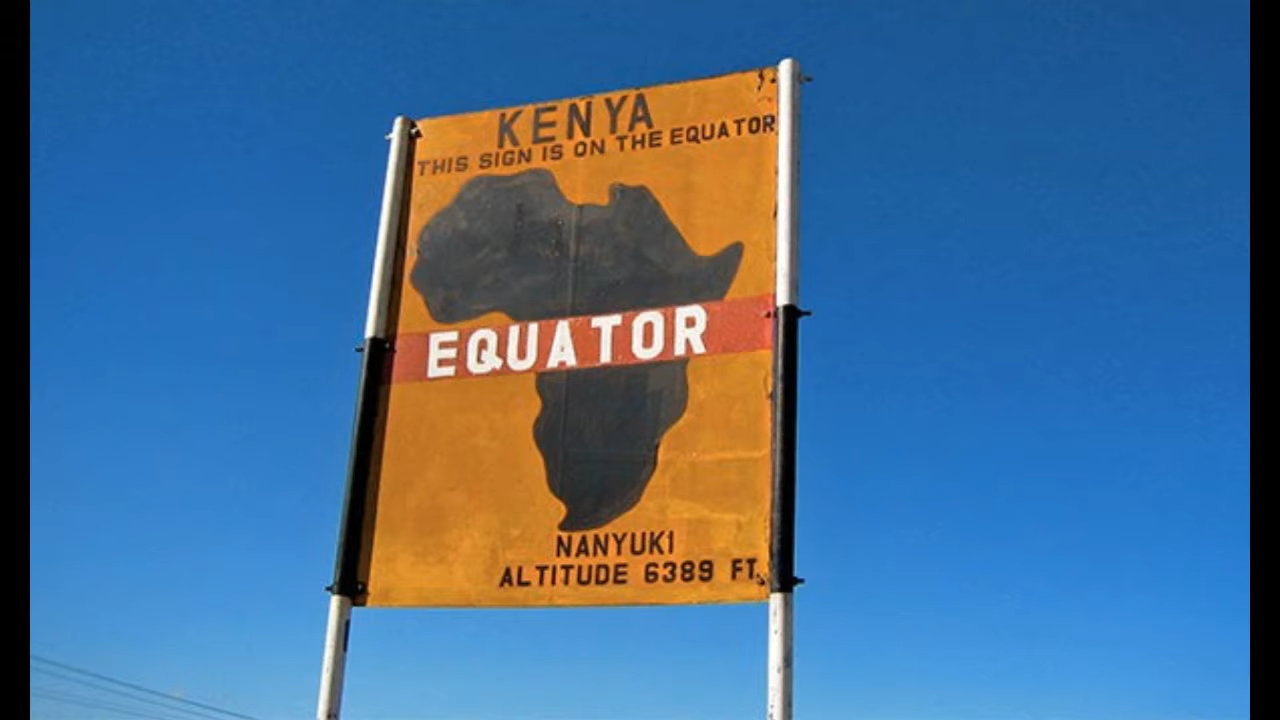 KENYA
THIS SIGN IS ON THE EQUATOR
EQUATOR
NANYUKI
ALTITUDE 6389 FT.